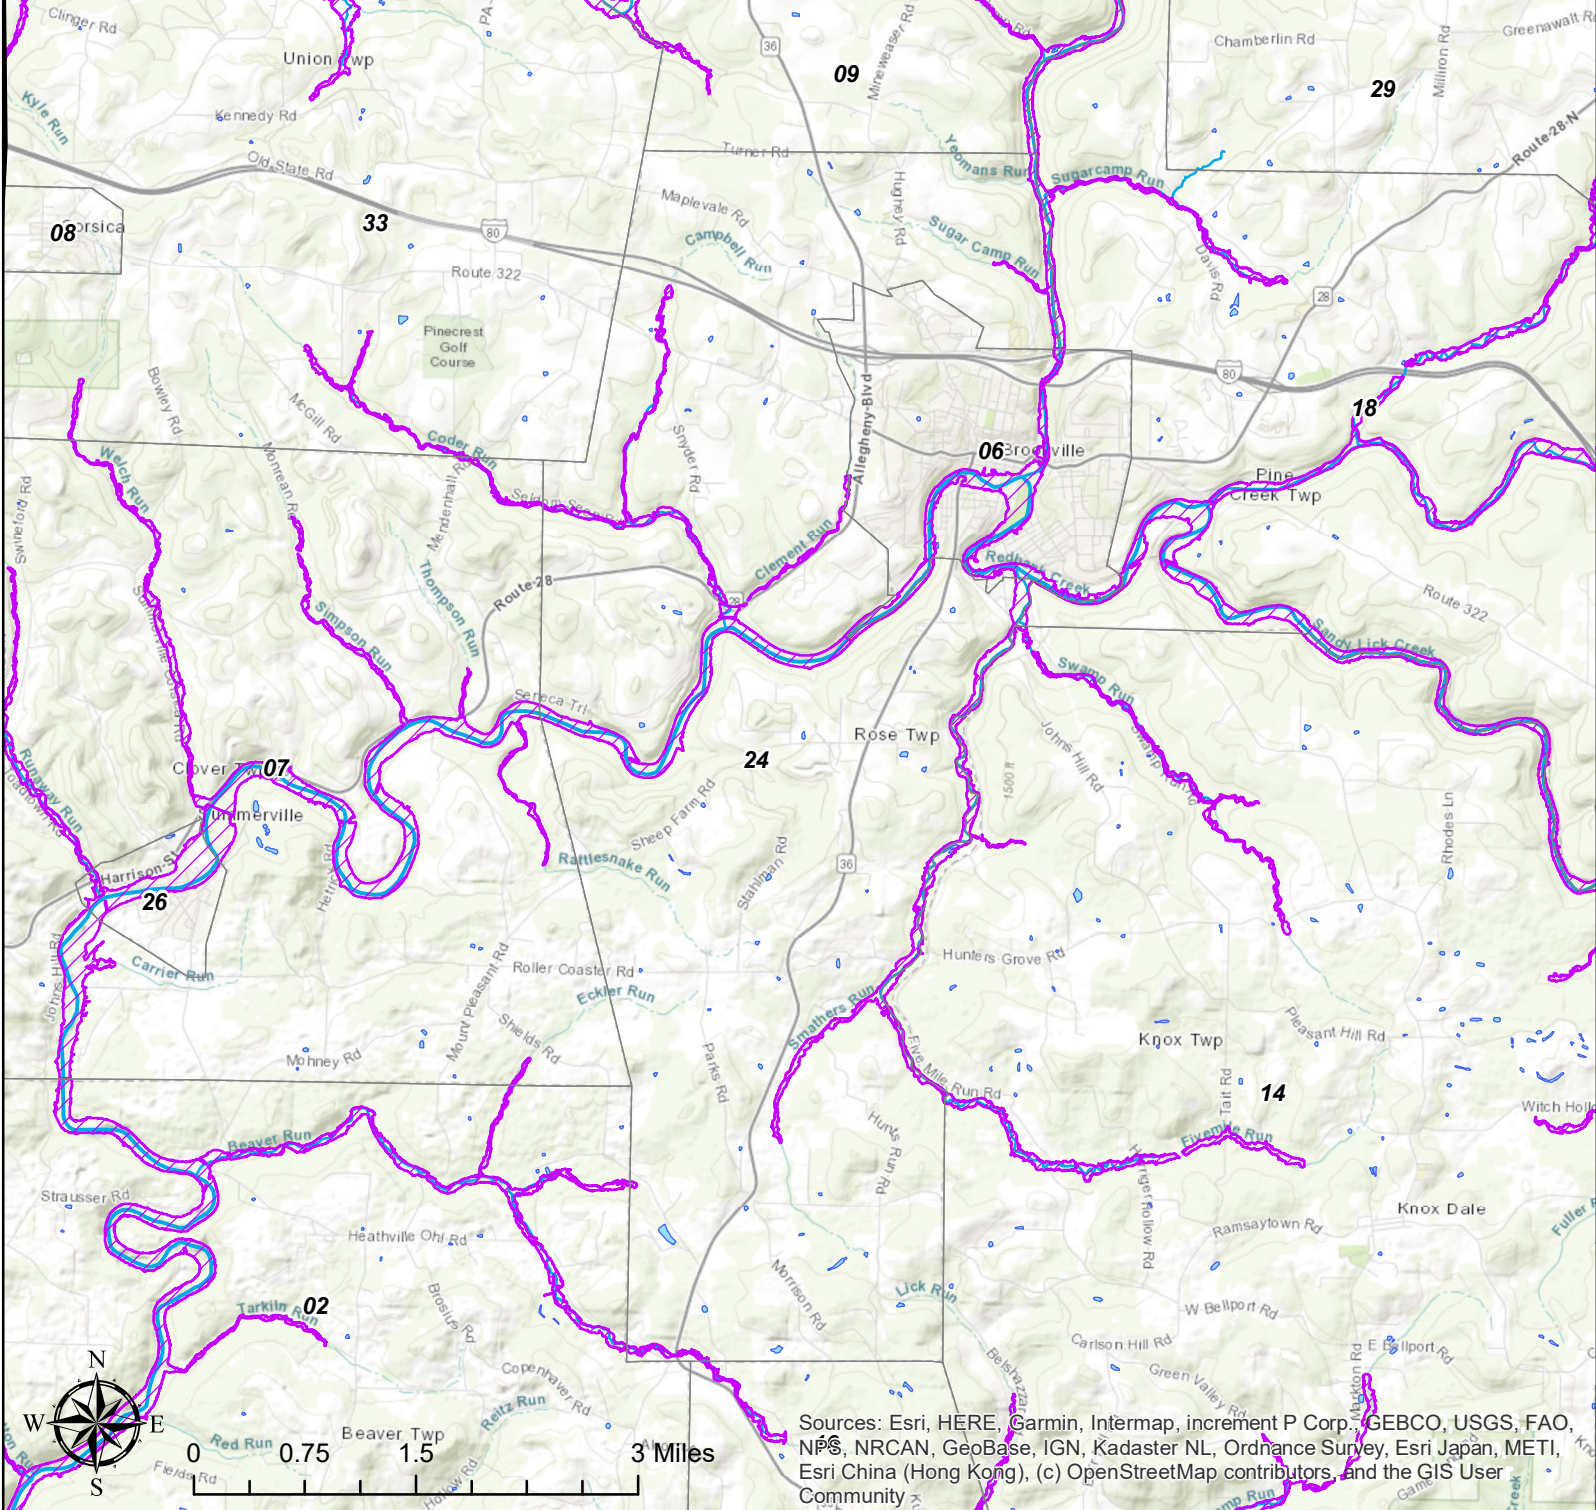 Clinger Rd
Union Twp
Kyle Run
Kennedy Rd
Old State Rd
36
09
Mineweaser Rd
Chamberlin Rd
29
Milliron Rd
Route-28-N
Turner Rd
Yeomans Run
Sugarcamp Run
Maplevale Rd
Hughey Rd
08
33
80
Campbell Run
Sugar Camp Run
Route 322
Davis Rd
28
Pinecrest
Golf
Course
80
Bowley Rd
McGill Rd
Coder Run
Snyder Rd
Allegheny-Blvd
06
18
Welch Run
Mendenhall Rd
Pine
Creek Twp
Swineford Rd
Clement Run
Redbank Creek
Thompson Run
Route-28
28
Route 322
Simpson Run
Sandy Lick Creek
Swamp Run
Seneca Trl
Rose Twp
Johns Hill Rd
Swamp Run Rd
07
24
1500 ft
Runaway Run
Sheep Farm Rd
Rhodes Ln
Harrison-St
Rattlesnake Run
Stahlman Rd
36
26
Hunters Grove Rd
Carrier Run
Johns Hill Rd
Roller Coaster Rd
Eckler Run
Mount Pleasant Rd
Shields Rd
Smathers Run
Pleasant Hill Rd
Knox Twp
Mohney Rd
Parks Rd
Five Mile Run Rd
Tait Rd
14
Hunts Run Rd
Beaver Run
Fivemile Run
Strausser Rd
Knox Dale
Ramsaytown Rd
Heathville Ohl Rd
Morrison Rd
Lick Run
W Bellport Rd
Tarkiln Run
02
Brosius Rd
Carlson Hill Rd
E Bellport Rd
Copenhaver Rd
Green Valley Rd
Markton Rd
N
W E
S
Reitz Run
Red Run
Beaver Twp
Fields Rd
0 0.75 1.5 3 Miles
Sources: Esri, HERE, Garmin, Intermap, increment P Corp., GEBCO, USGS, FAO,
NPS, NRCAN, GeoBase, IGN, Kadaster NL, Ordnance Survey, Esri Japan, METI,
Esri China (Hong Kong), (c) OpenStreetMap contributors, and the GIS User
Community